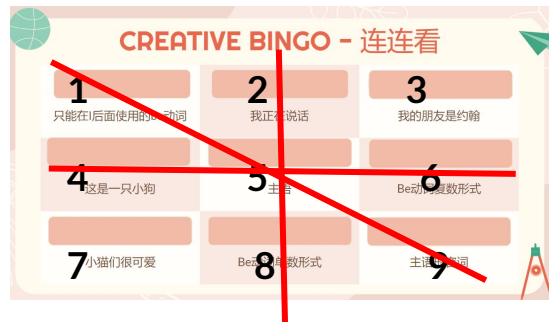 CREATIVE BINGO - 连连看
1
2
3
只能在I后面使用的be动词
我正在说话
我的朋友是约翰
4
5
6
这是一只小狗
主语
Be动词复数形式
7
8
9
小猫们很可爱
Be动词单数形式